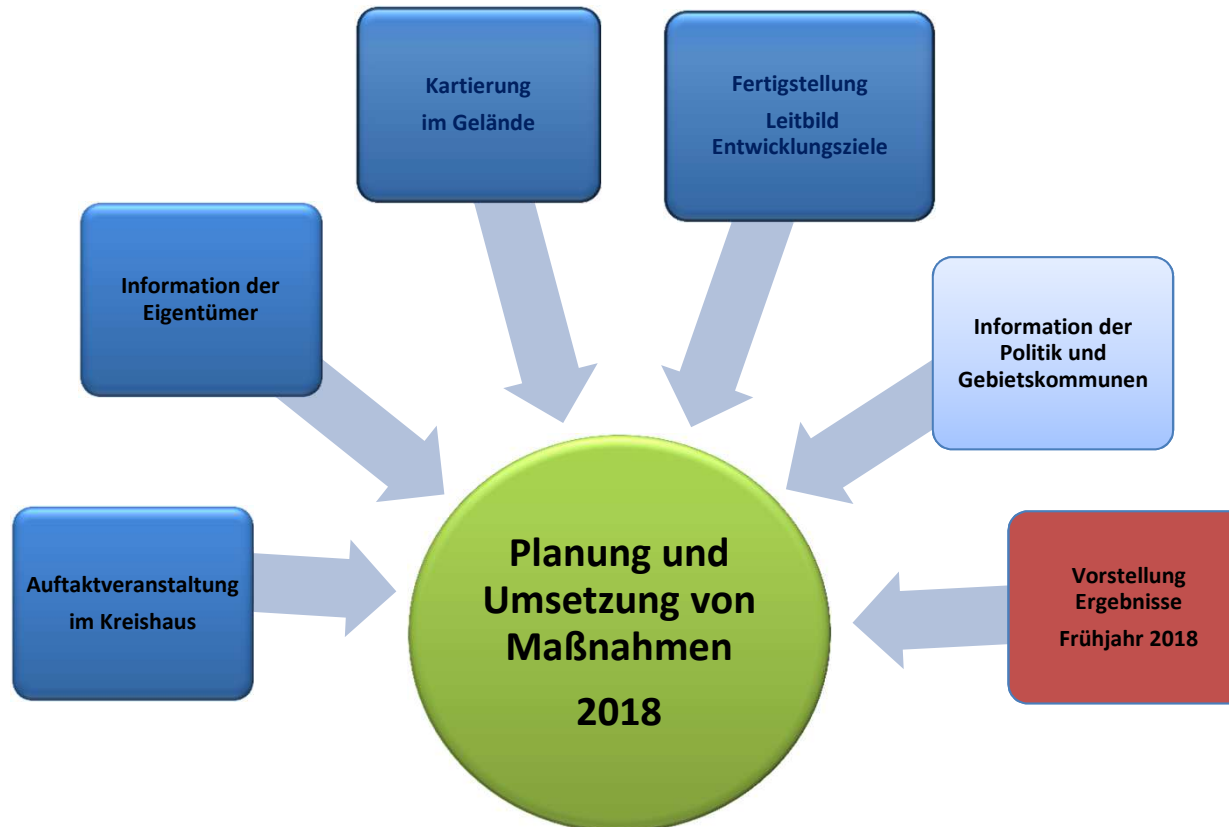 Auftaktveranstaltung
im Kreishaus
Information der
Eigentümer
Kartierung
im Gelände
Fertigstellung
Leitbild
Entwicklungsziele
Information der
Politik und
Gebietskommunen
Vorstellung
Ergebnisse
Frühjahr 2018
Planung und
Umsetzung von
Maßnahmen
2018